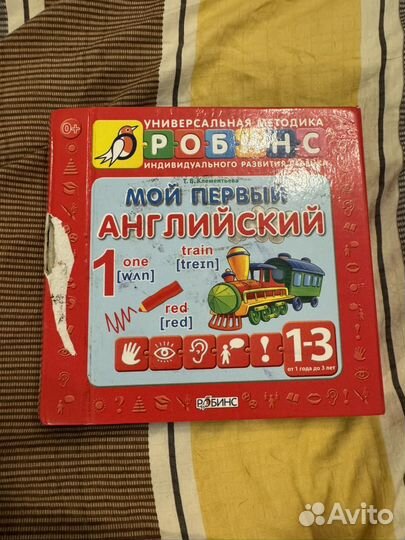 0+
УНИВЕРСАЛЬНАЯ МЕТОДИКА
РОБИНС
ИНДИВИДУАЛЬНОГО РАЗВИТИЯ РЕБЕНКА
Т. В. Клементьева
МОЙ ПЕРВЫЙ
АНГЛИЙСКИЙ
1 one
[wʌn]
train
[treɪn]
red
[red]
!
1-3
от 1 года до 3 лет
РОБИНС
Avito